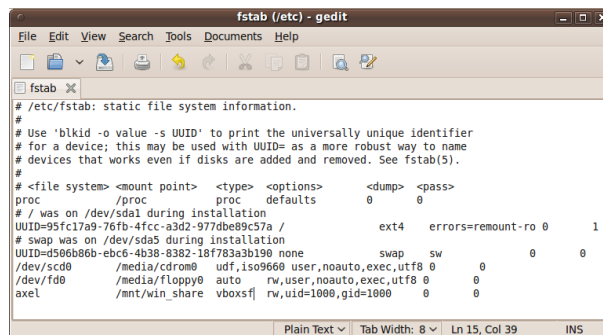 fstab (/etc) - gedit
File Edit View Search Tools Documents Help
fstab
# /etc/fstab: static file system information.
#
# Use 'blkid -o value -s UUID' to print the universally unique identifier
# for a device; this may be used with UUID= as a more robust way to name
# devices that works even if disks are added and removed. See fstab(5).
#
# <file system> <mount point> <type> <options> <dump> <pass>
proc /proc proc defaults 0 0
# / was on /dev/sda1 during installation
UUID=95fc17a9-76fb-4fcc-a3d2-977dbe89c57a / ext4 errors=remount-ro 0 1
# swap was on /dev/sda5 during installation
UUID=d506b86b-ebc6-4b38-8382-18f783a3b190 none swap sw 0 0
/dev/scd0 /media/cdrom0 udf,iso9660 user,noauto,exec,utf8 0 0
/dev/fd0 /media/floppy0 auto rw,user,noauto,exec,utf8 0 0
axel /mnt/win_share vboxsf rw,uid=1000,gid=1000 0 0
Plain Text Tab Width: 8 Ln 15, Col 39 INS